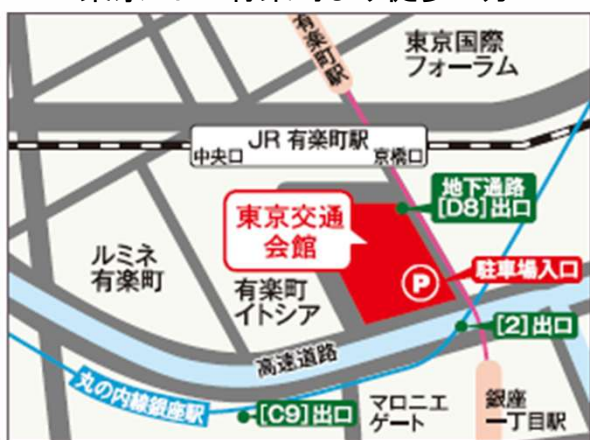 有楽町駅
東京国際
フォーラム
JR 有楽町駅
中央口
京橋口
地下通路
[D8]出口
東京交通
会館
ルミネ
有楽町
有楽町
イトシア
P
駐車場入口
[2]出口
高速道路
丸の内線銀座駅
[C9]出口
マロニエ
ゲート
銀座
一丁目駅